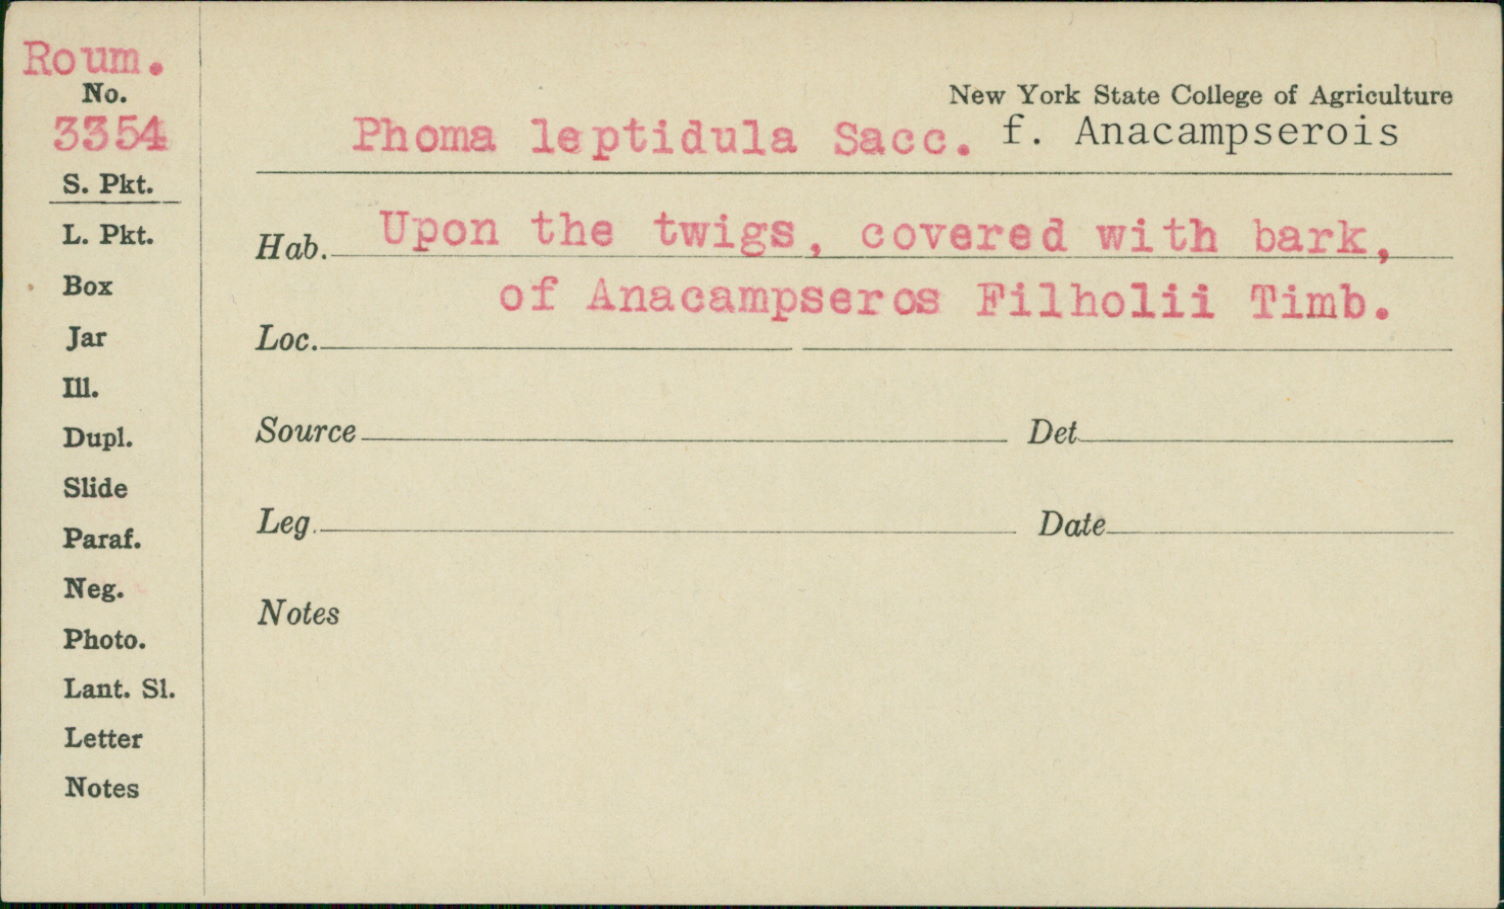 Roum.
No.
3354
S. Pkt.
L. Pkt.
Box
Jar
Ill.
Dupl.
Slide
Paraf.
Neg.
Photo.
Lant. Sl.
Letter
Notes
New York State College of Agriculture
Phoma leptidula Sacc. f. Anacampserois
Hab. Upon the twigs, covered with bark,
of Anacampseros Filholii Timb.
Loc.
Source Det
Leg. Date
Notes